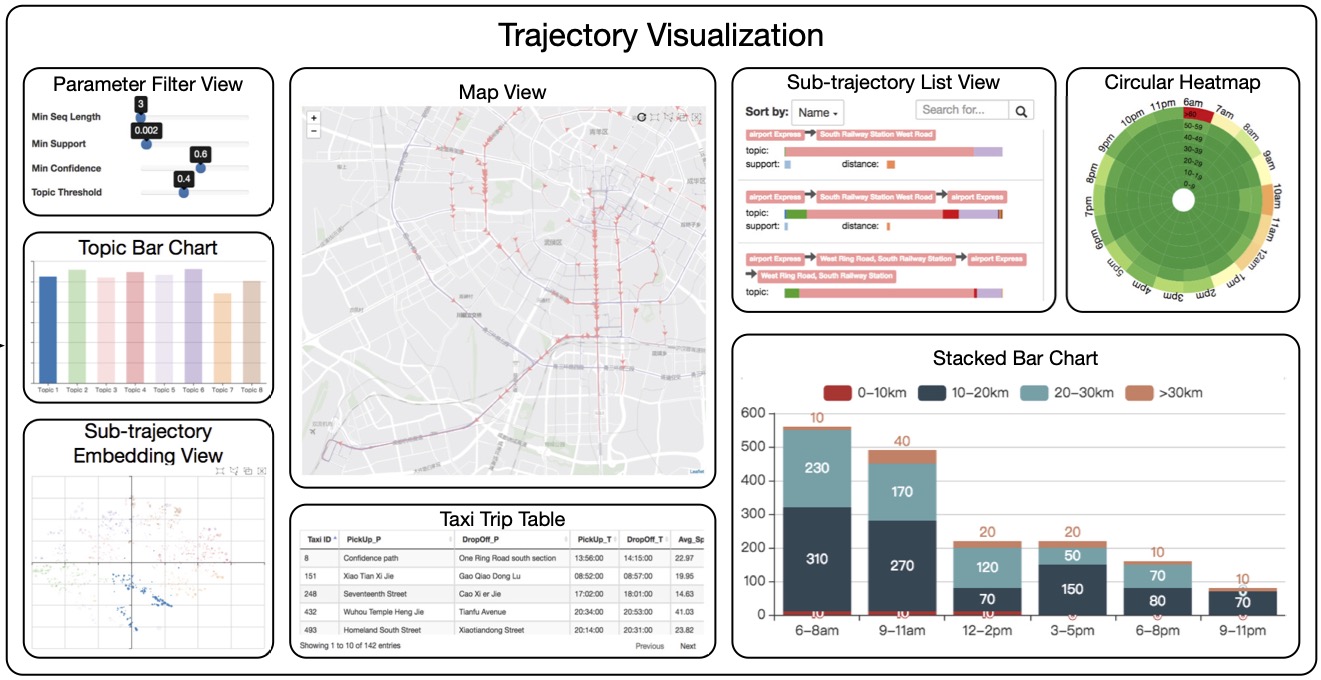 Trajectory Visualization
Parameter Filter View
3
Min Seq Length
0.002
Min Support
0.6
Min Confidence
0.4
Topic Threshold
Topic Bar Chart
Topic 1 Topic 2 Topic 3 Topic 4 Topic 5 Topic 6 Topic 7 Topic 8
Sub-trajectory
Embedding View
Map View
+
−
武侯区
成华区
Leaflet
Taxi Trip Table
Taxi ID PickUp_P DropOff_P PickUp_T DropOff_T Avg_Sp
8 Confidence path One Ring Road south section 13:56:00 14:15:00 22.97
151 Xiao Tian Xi Jie Gao Qiao Dong Lu 08:52:00 08:57:00 19.95
248 Seventeenth Street Cao Xi er Jie 17:02:00 18:01:00 14.63
432 Wuhou Temple Heng Jie Tianfu Avenue 20:34:00 20:53:00 41.03
493 Homeland South Street Xiaotiandong Street 20:14:00 20:31:00 23.82
Showing 1 to 10 of 142 entries Previous Next
Sub-trajectory List View
Sort by: Name Search for...
airport Express South Railway Station West Road
topic:
support: distance:
airport Express South Railway Station West Road airport Express
topic:
support: distance:
airport Express West Ring Road, South Railway Station airport Express
West Ring Road, South Railway Station
topic:
Circular Heatmap
6am
7am
8am
9am
10am
11am
12am
1pm
2pm
3pm
4pm
5pm
6pm
7pm
8pm
9pm
10pm
11pm
>60
50-59
40-49
30-39
20-29
10-19
0-9
Stacked Bar Chart
0–10km 10–20km 20–30km >30km
600
500
400
300
200
100
0
10
230
310
10
40
170
270
10
20
120
70
10
20
50
150
0
10
70
80
0
10
0
70
0
6–8am 9–11am 12–2pm 3–5pm 6–8pm 9–11pm